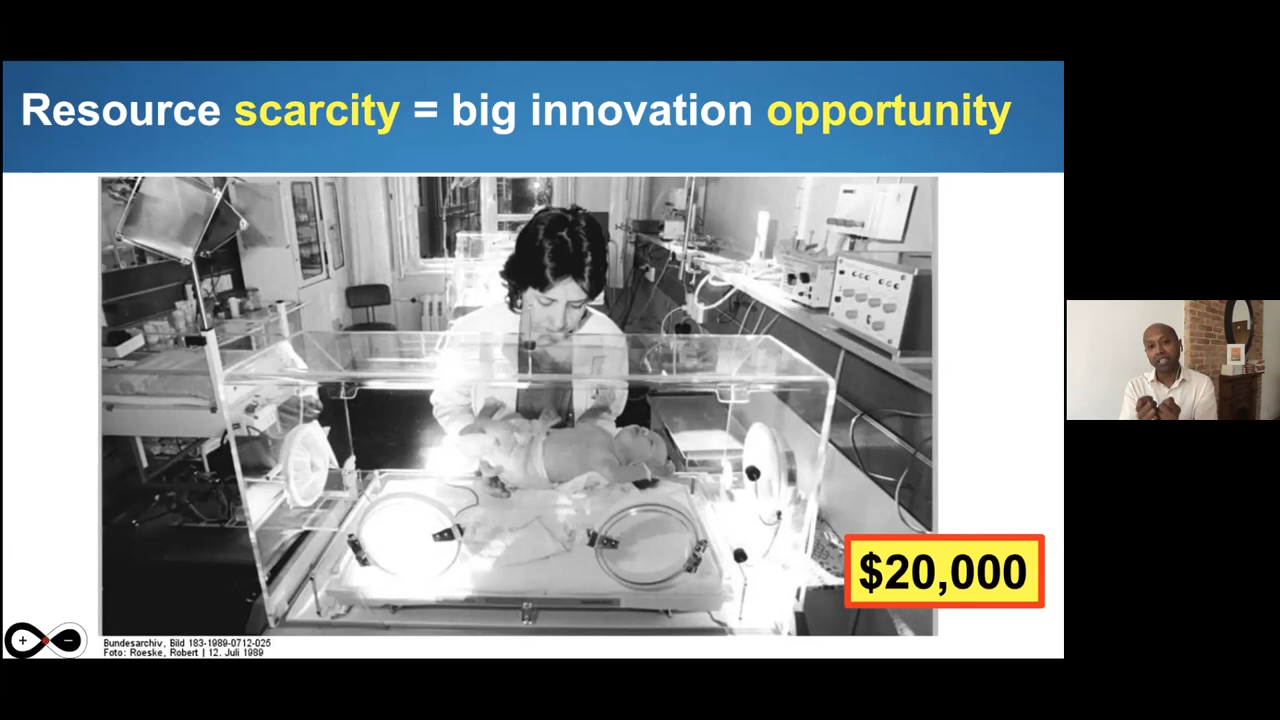 Resource scarcity = big innovation opportunity
$20,000
Bundesarchiv, Bild 183-1989-0712-025
Foto: Roeske, Robert | 12. Juli 1989